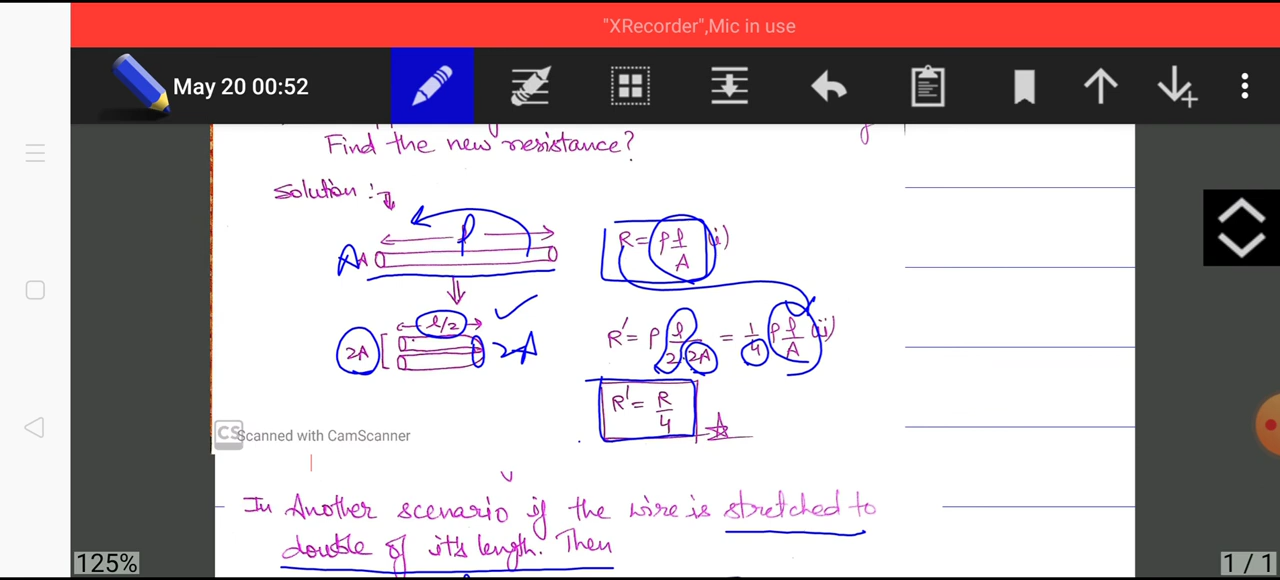 "XRecorder",Mic in use
May 20 00:52
Find the new resistance?
Solution :→
l
A A
R = ρl/A (i)
l/2
2A 2A
R' = ρ l/2·2A = 1/4 ρl/A (ii)
R' = R/4
CS Scanned with CamScanner
In Another scenario if the wire is stretched to
double of it's length. Then
125%
1 / 1